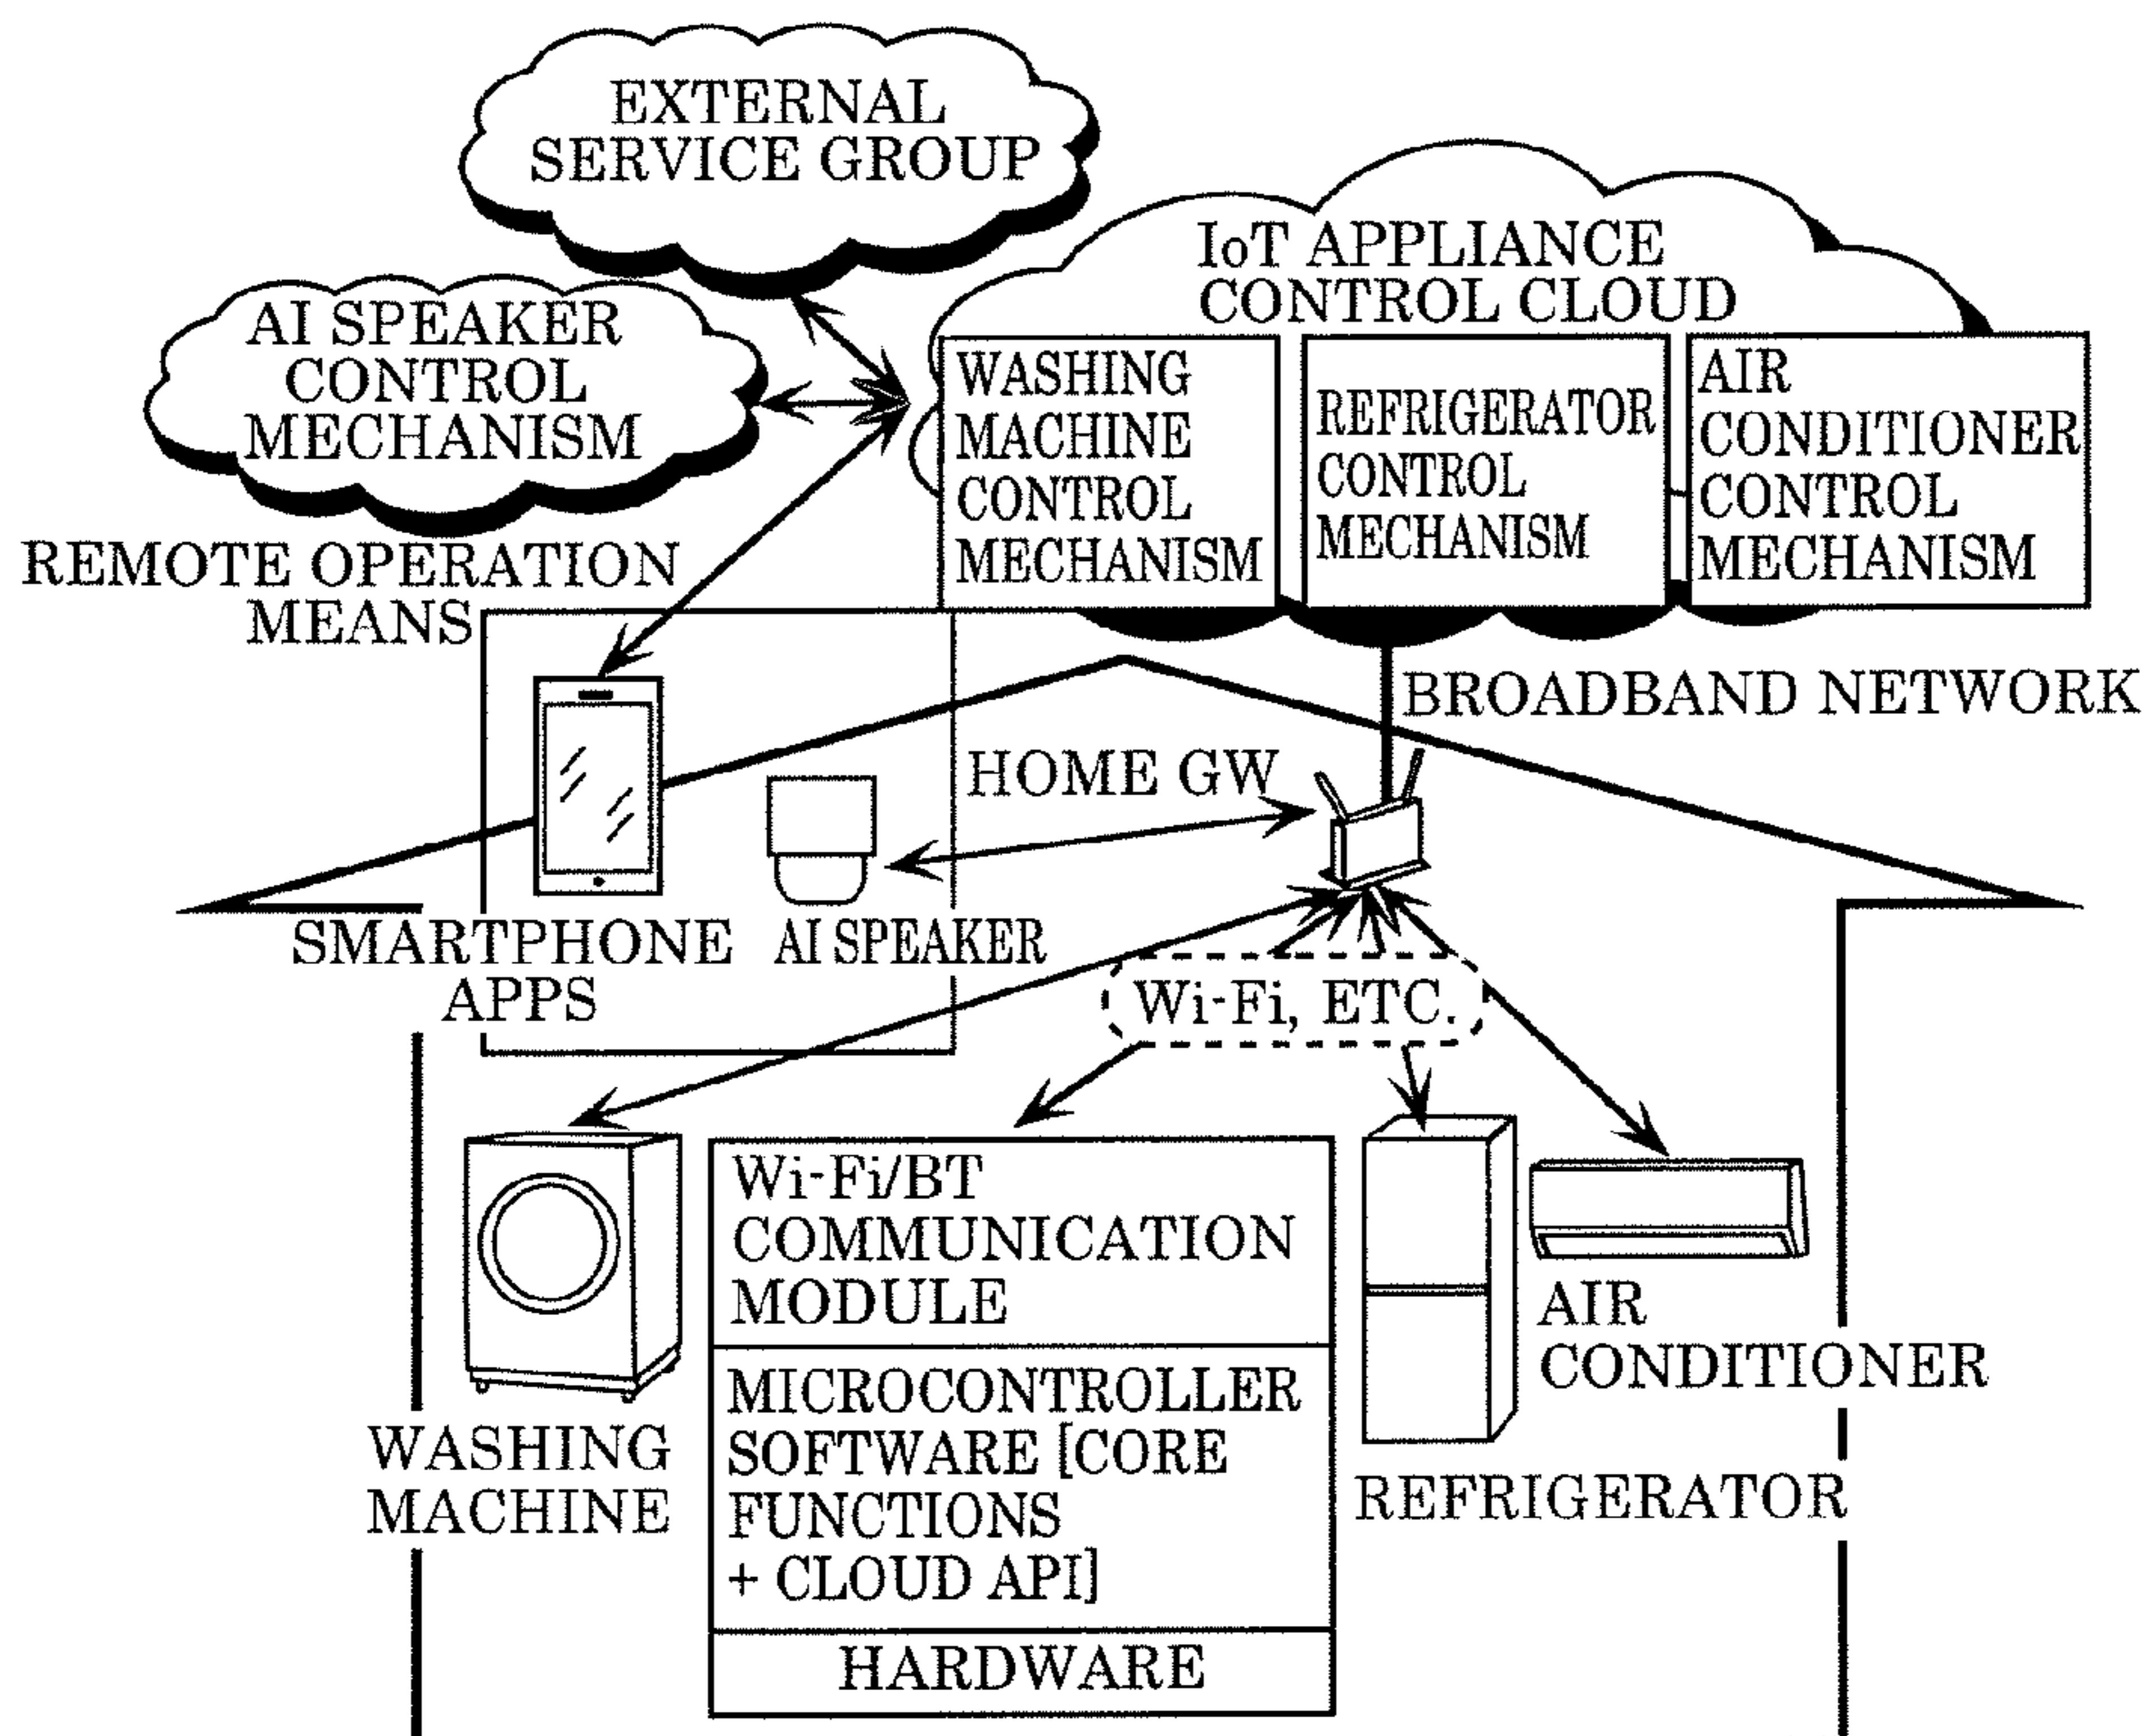 EXTERNAL
SERVICE GROUP
IoT APPLIANCE
CONTROL CLOUD
AI SPEAKER
CONTROL
MECHANISM
WASHING
MACHINE
CONTROL
MECHANISM
REFRIGERATOR
CONTROL
MECHANISM
AIR
CONDITIONER
CONTROL
MECHANISM
REMOTE OPERATION
MEANS
BROADBAND NETWORK
HOME GW
SMARTPHONE
APPS
AI SPEAKER
Wi-Fi, ETC.
WASHING
MACHINE
Wi-Fi/BT
COMMUNICATION
MODULE
MICROCONTROLLER
SOFTWARE [CORE
FUNCTIONS
+ CLOUD API]
HARDWARE
AIR
CONDITIONER
REFRIGERATOR